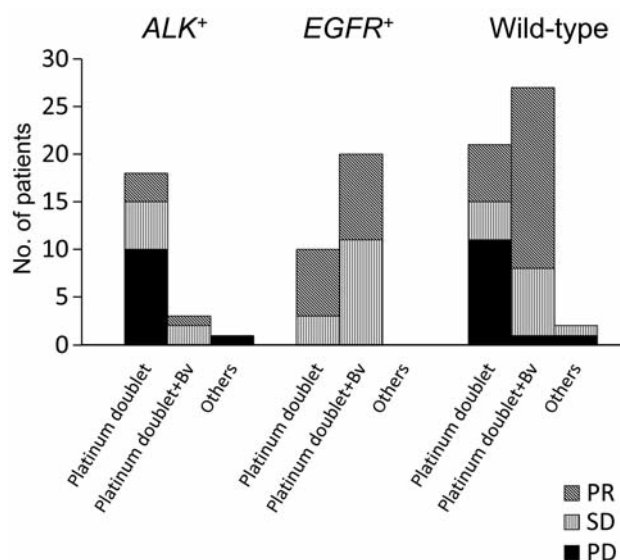 ALK+ EGFR+ Wild-type
30
25
20
15
10
5
0
No. of patients
Platinum doublet
Platinum doublet+Bv
Others
Platinum doublet
Platinum doublet+Bv
Others
Platinum doublet
Platinum doublet+Bv
Others
PR
SD
PD